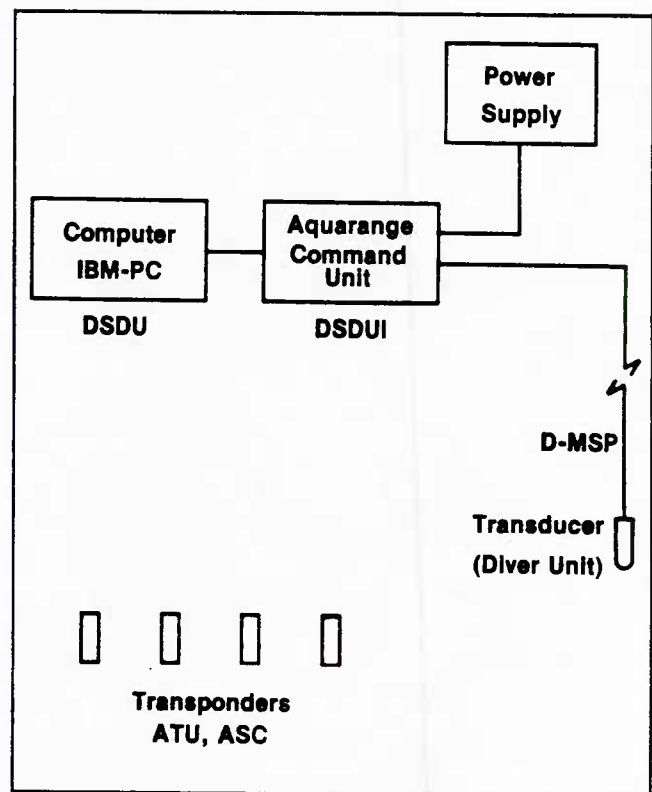 Power
Supply
Computer
IBM-PC
Aquarange
Command
Unit
DSDU
DSDUI
D-MSP
Transducer
(Diver Unit)
Transponders
ATU, ASC